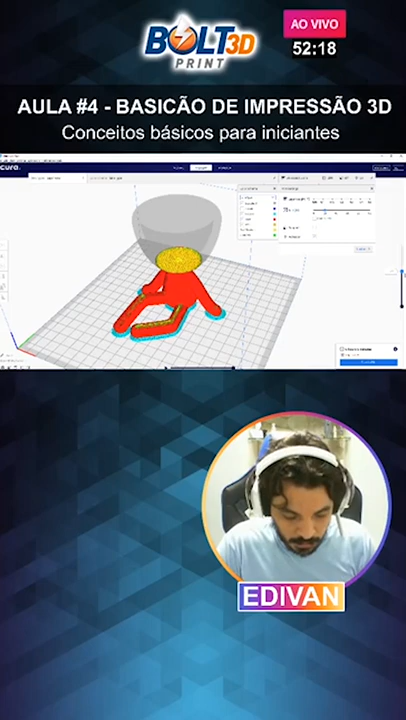 BOLT3D
PRINT
AO VIVO
52:18
AULA #4 - BASICÃO DE IMPRESSÃO 3D
Conceitos básicos para iniciantes
cura.
EDIVAN